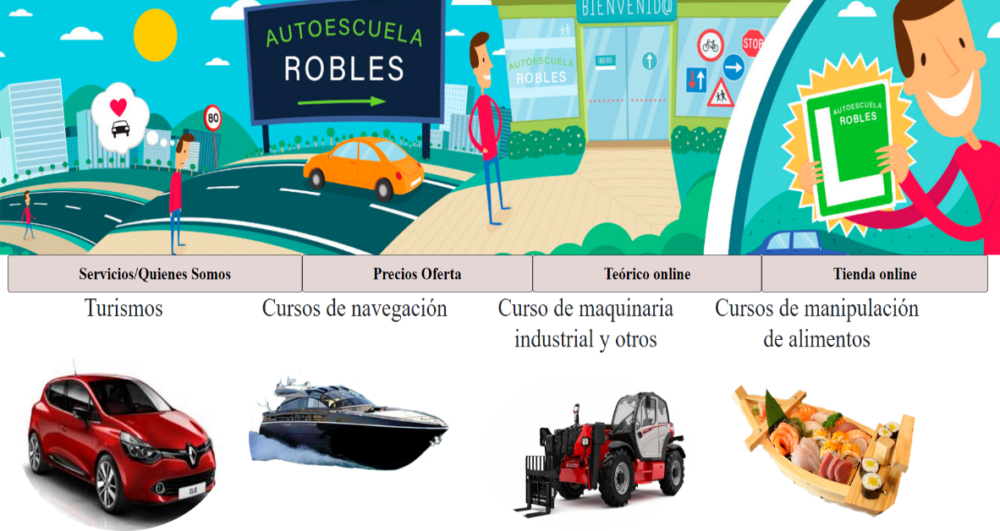 BIENVENID@
AUTOESCUELA
ROBLES
80
AUTOESCUELA
ROBLES
STOP
L
AUTOESCUELA
ROBLES
Servicios/Quienes Somos
Precios Oferta
Teórico online
Tienda online
Turismos
Cursos de navegación
Curso de maquinaria
industrial y otros
Cursos de manipulación
de alimentos
CLIO